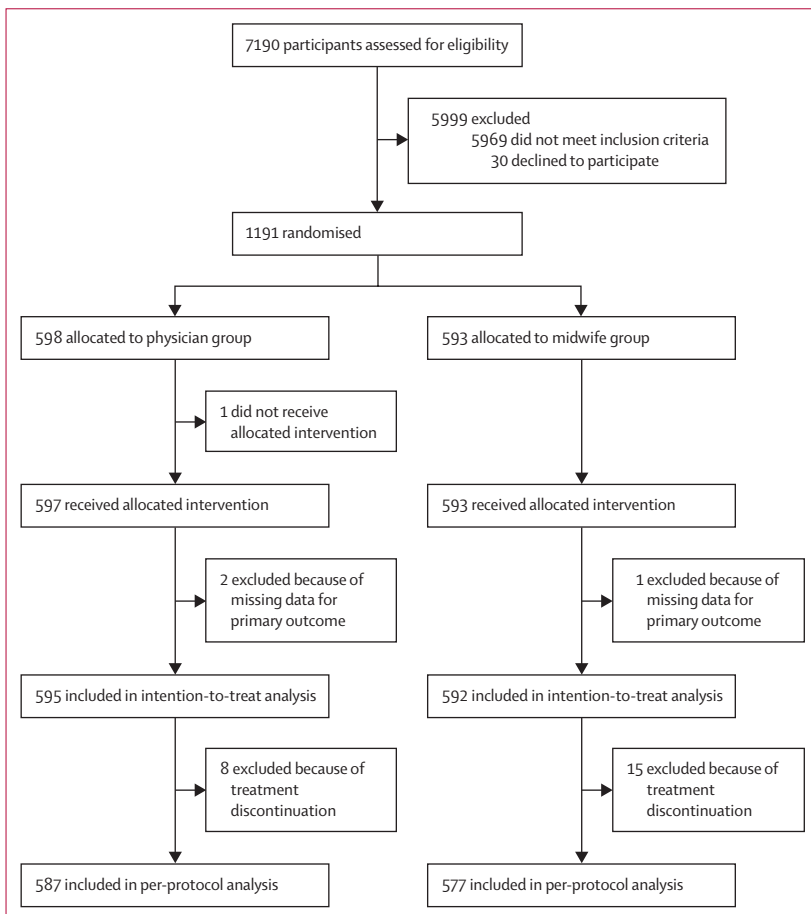 7190 participants assessed for eligibility
5999 excluded
5969 did not meet inclusion criteria
30 declined to participate
1191 randomised
598 allocated to physician group
593 allocated to midwife group
1 did not receive
allocated intervention
597 received allocated intervention
593 received allocated intervention
2 excluded because of
missing data for
primary outcome
1 excluded because of
missing data for
primary outcome
595 included in intention-to-treat analysis
592 included in intention-to-treat analysis
8 excluded because of
treatment
discontinuation
15 excluded because of
treatment
discontinuation
587 included in per-protocol analysis
577 included in per-protocol analysis